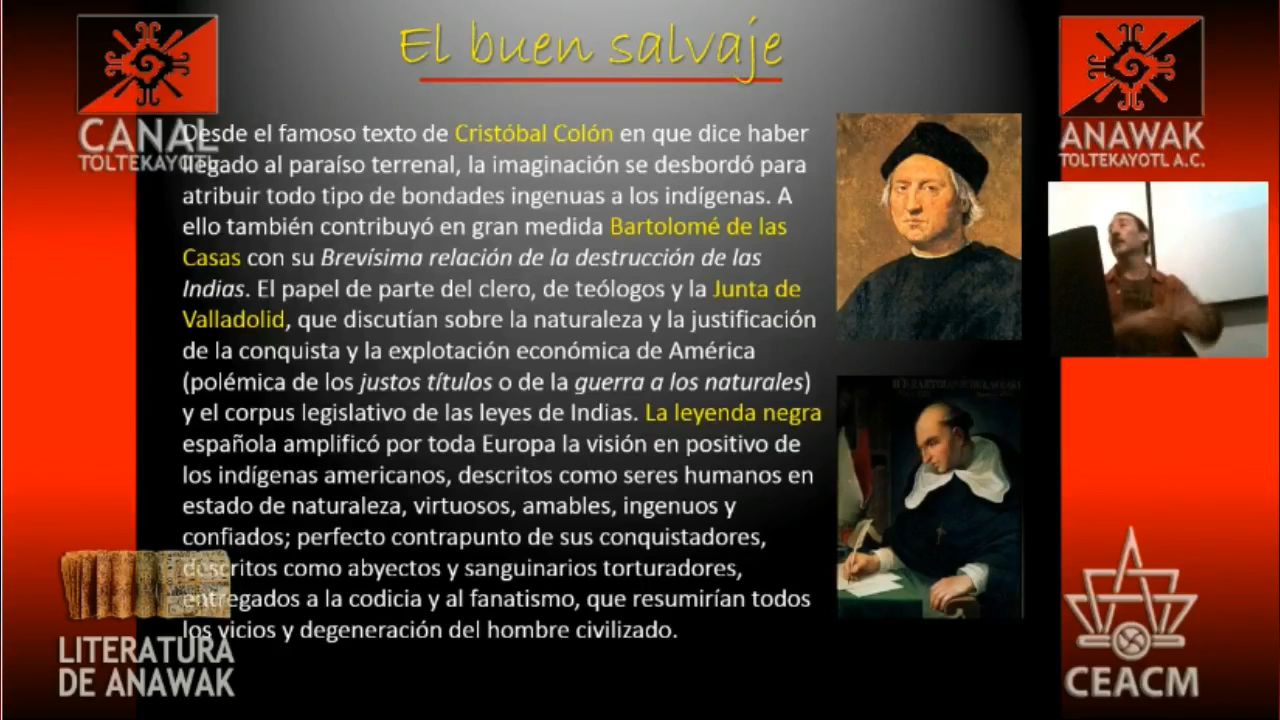 El buen salvaje
CANAL
TOLTEKAYOTL
ANAWAK
TOLTEKAYOTL A.C.
Desde el famoso texto de Cristóbal Colón en que dice haber
llegado al paraíso terrenal, la imaginación se desbordó para
atribuir todo tipo de bondades ingenuas a los indígenas. A
ello también contribuyó en gran medida Bartolomé de las
Casas con su Brevísima relación de la destrucción de las
Indias. El papel de parte del clero, de teólogos y la Junta de
Valladolid, que discutían sobre la naturaleza y la justificación
de la conquista y la explotación económica de América
(polémica de los justos títulos o de la guerra a los naturales)
y el corpus legislativo de las leyes de Indias. La leyenda negra
española amplificó por toda Europa la visión en positivo de
los indígenas americanos, descritos como seres humanos en
estado de naturaleza, virtuosos, amables, ingenuos y
confiados; perfecto contrapunto de sus conquistadores,
descritos como abyectos y sanguinarios torturadores,
entregados a la codicia y al fanatismo, que resumirían todos
los vicios y degeneración del hombre civilizado.
LITERATURA
DE ANAWAK
CEACM